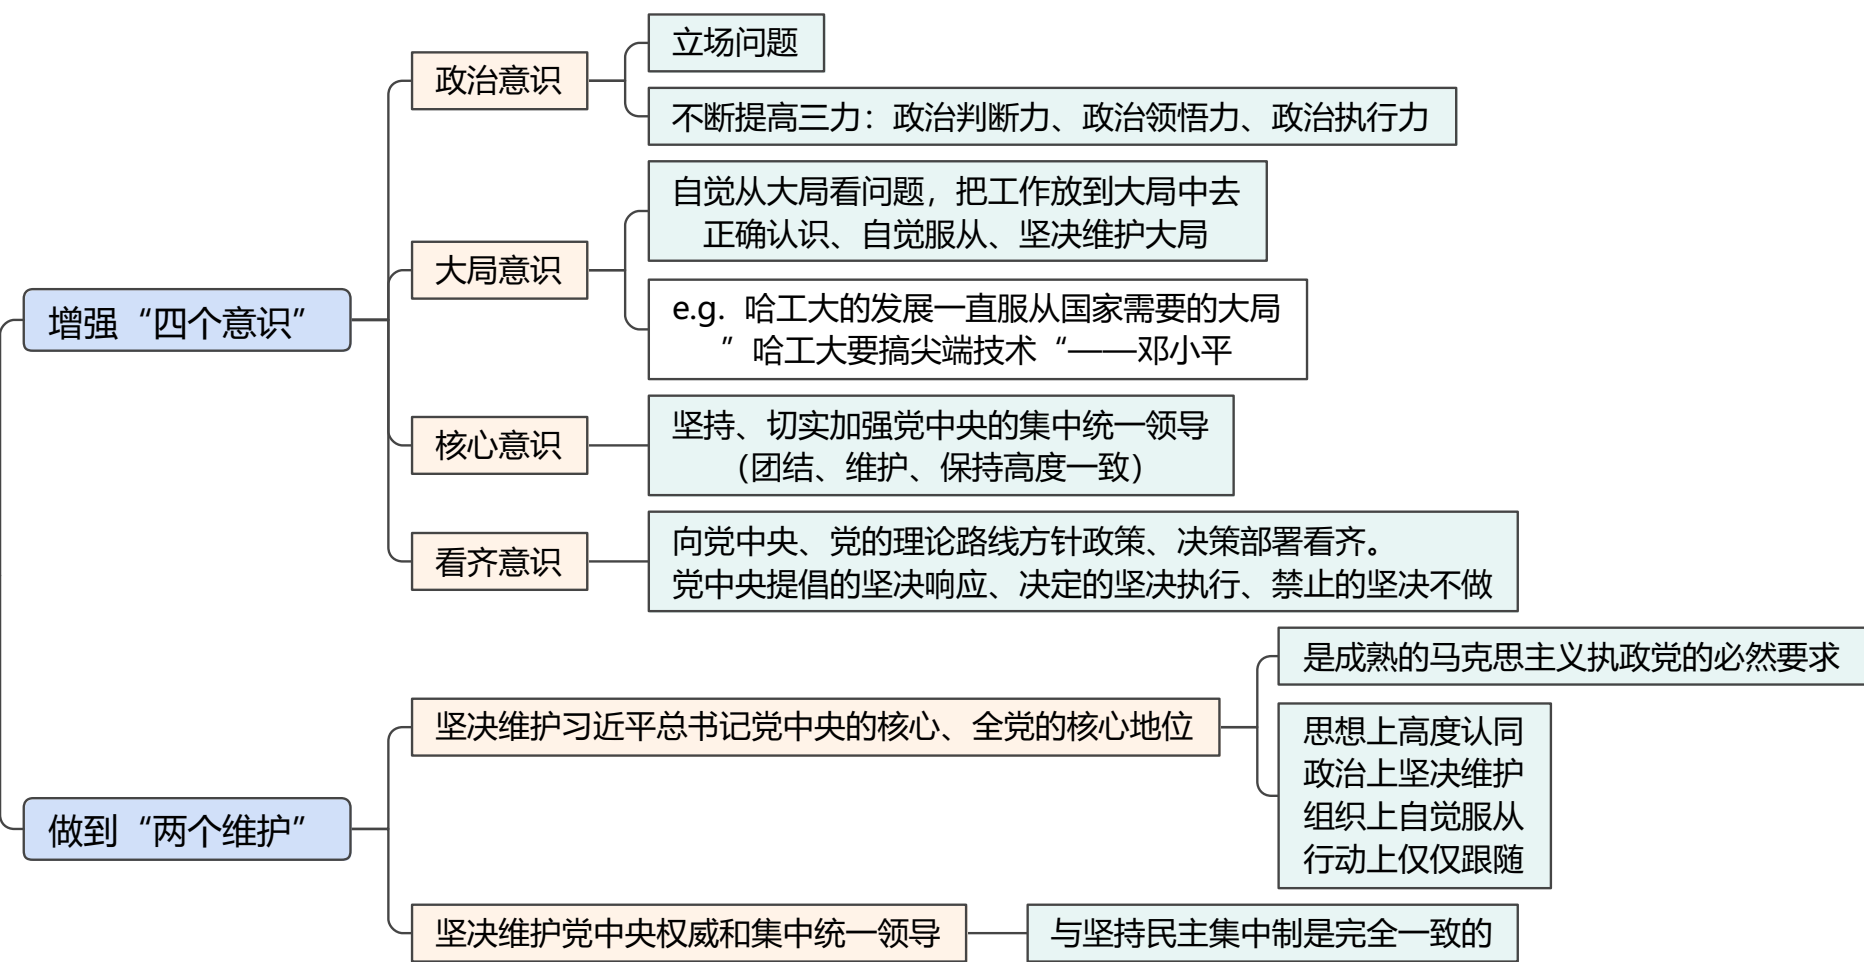 增强“四个意识”
政治意识
立场问题
不断提高三力：政治判断力、政治领悟力、政治执行力
大局意识
自觉从大局看问题，把工作放到大局中去
正确认识、自觉服从、坚决维护大局
e.g. 哈工大的发展一直服从国家需要的大局
”哈工大要搞尖端技术“——邓小平
核心意识
坚持、切实加强党中央的集中统一领导
（团结、维护、保持高度一致）
看齐意识
向党中央、党的理论路线方针政策、决策部署看齐。
党中央提倡的坚决响应、决定的坚决执行、禁止的坚决不做
做到“两个维护”
坚决维护习近平总书记党中央的核心、全党的核心地位
是成熟的马克思主义执政党的必然要求
思想上高度认同
政治上坚决维护
组织上自觉服从
行动上仅仅跟随
坚决维护党中央权威和集中统一领导
与坚持民主集中制是完全一致的